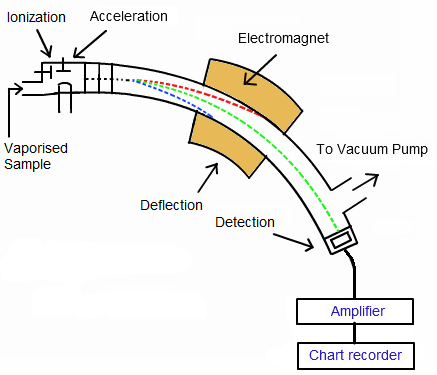 Ionization
Acceleration
Electromagnet
Vaporised
Sample
To Vacuum Pump
Deflection
Detection
Amplifier
Chart recorder